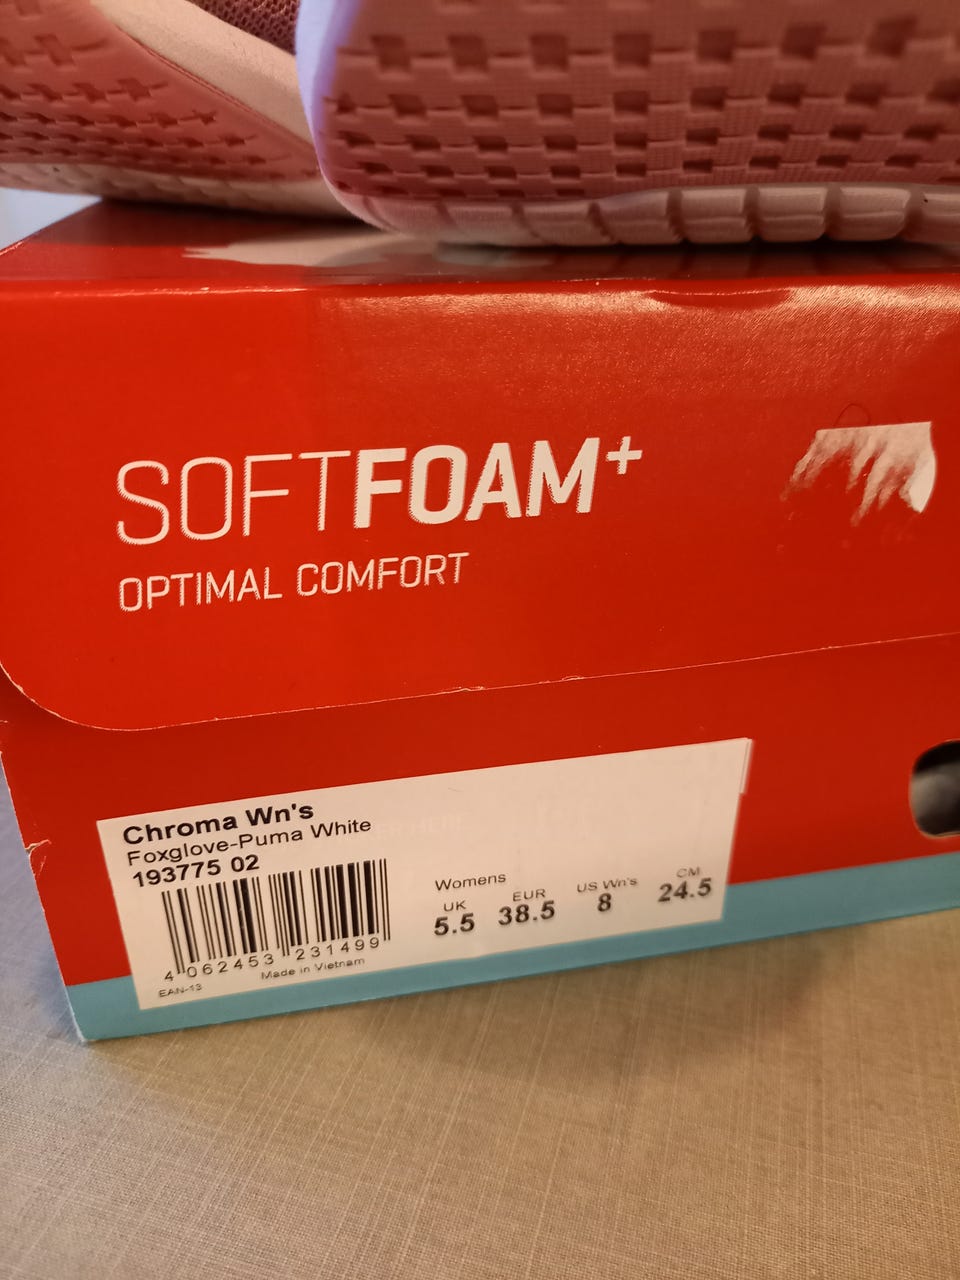 SOFTFOAM+
OPTIMAL COMFORT
Chroma Wn's
Foxglove-Puma White
193775 02
4 062453 231499
EAN-13
Made in Vietnam
Womens
UK EUR US Wn's CM
5.5 38.5 8 24.5